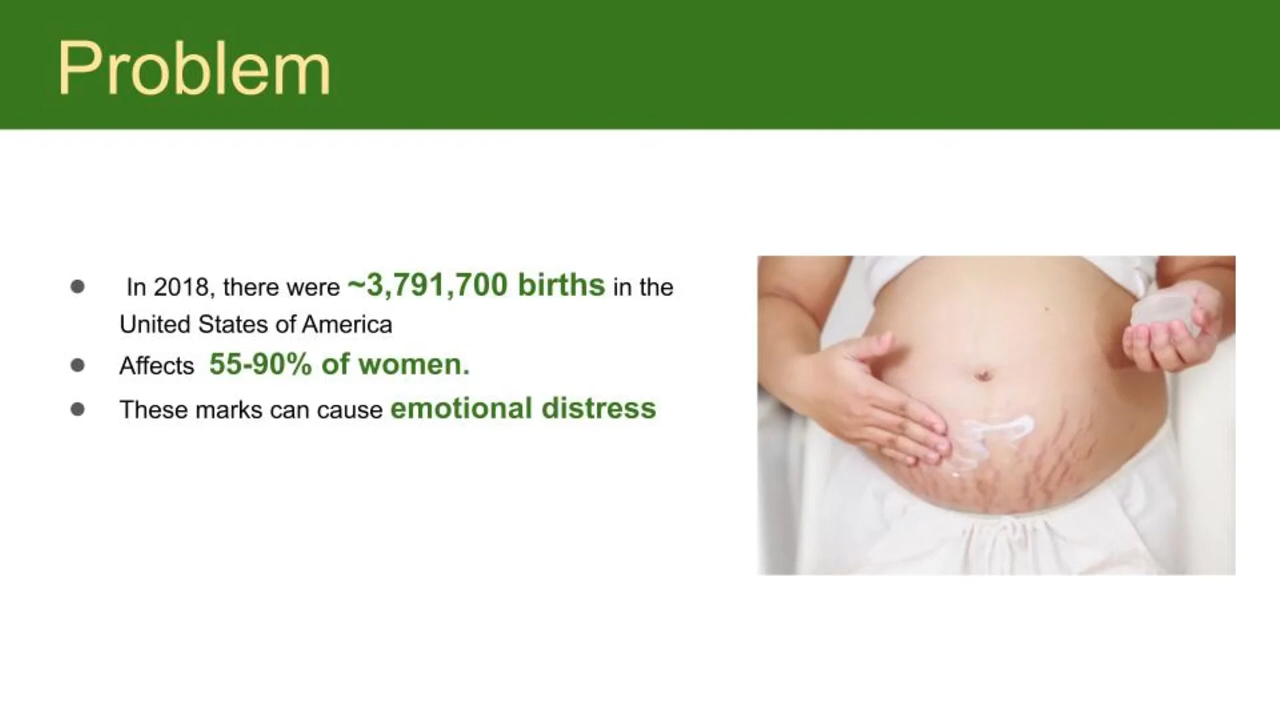 Problem
● In 2018, there were ~3,791,700 births in the
United States of America
● Affects 55-90% of women.
● These marks can cause emotional distress